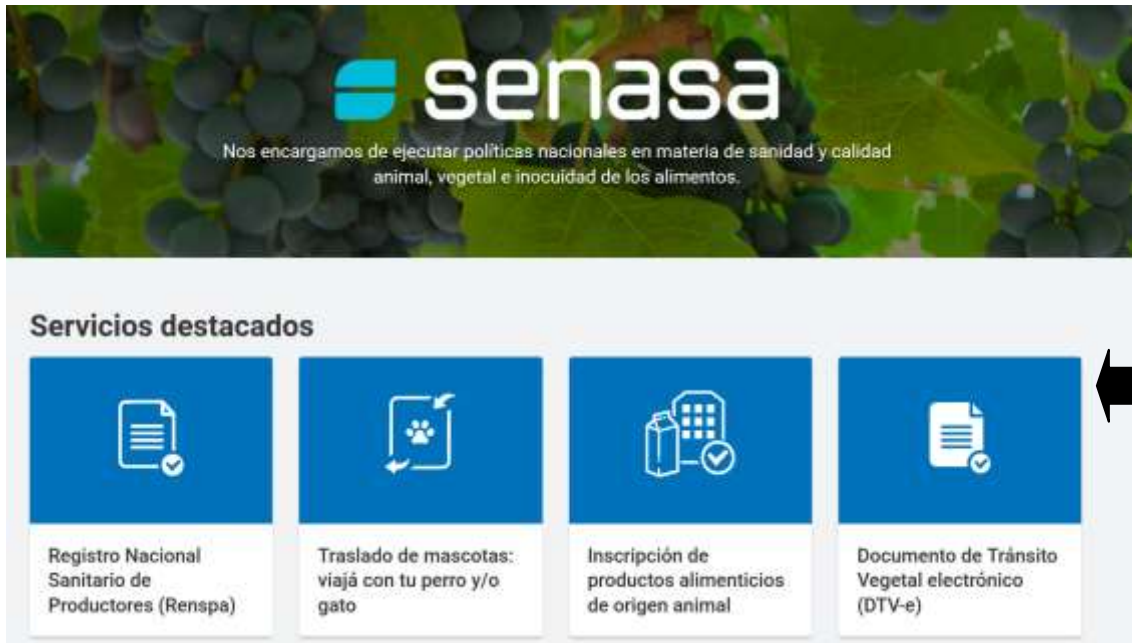 senasa
Nos encargamos de ejecutar políticas nacionales en materia de sanidad y calidad
animal, vegetal e inocuidad de los alimentos.
Servicios destacados
Registro Nacional
Sanitario de
Productores (Renspa)
Traslado de mascotas:
viajá con tu perro y/o
gato
Inscripción de
productos alimenticios
de origen animal
Documento de Tránsito
Vegetal electrónico
(DTV-e)